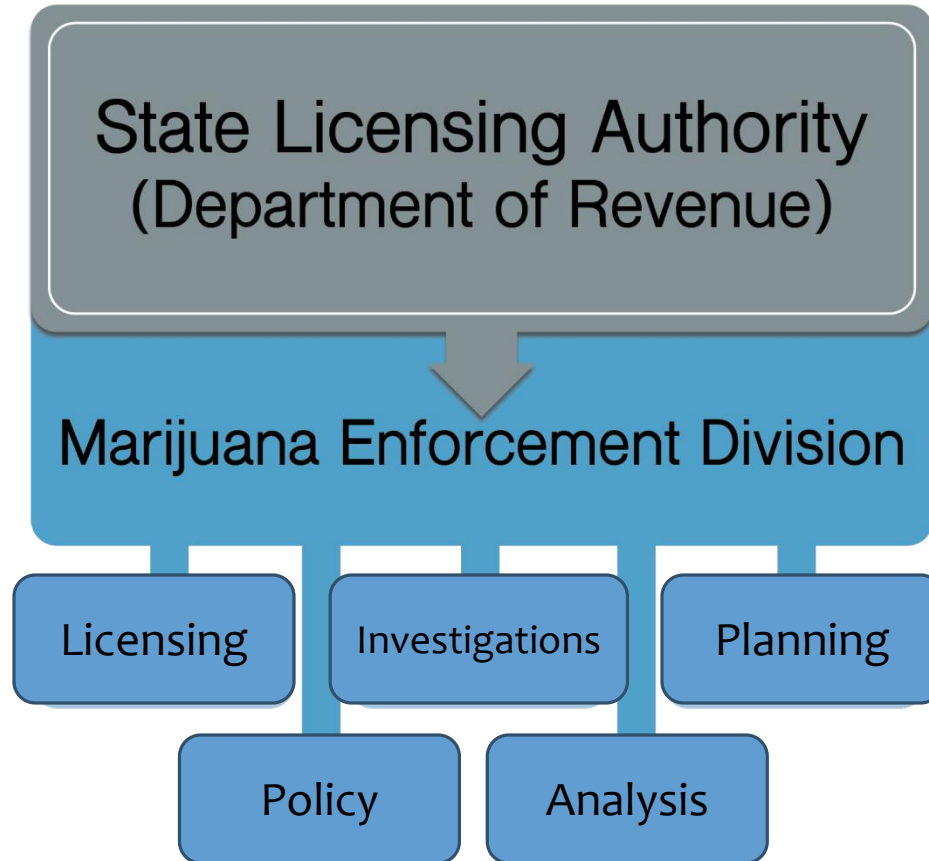 State Licensing Authority
(Department of Revenue)
Marijuana Enforcement Division
Licensing
Investigations
Planning
Policy
Analysis